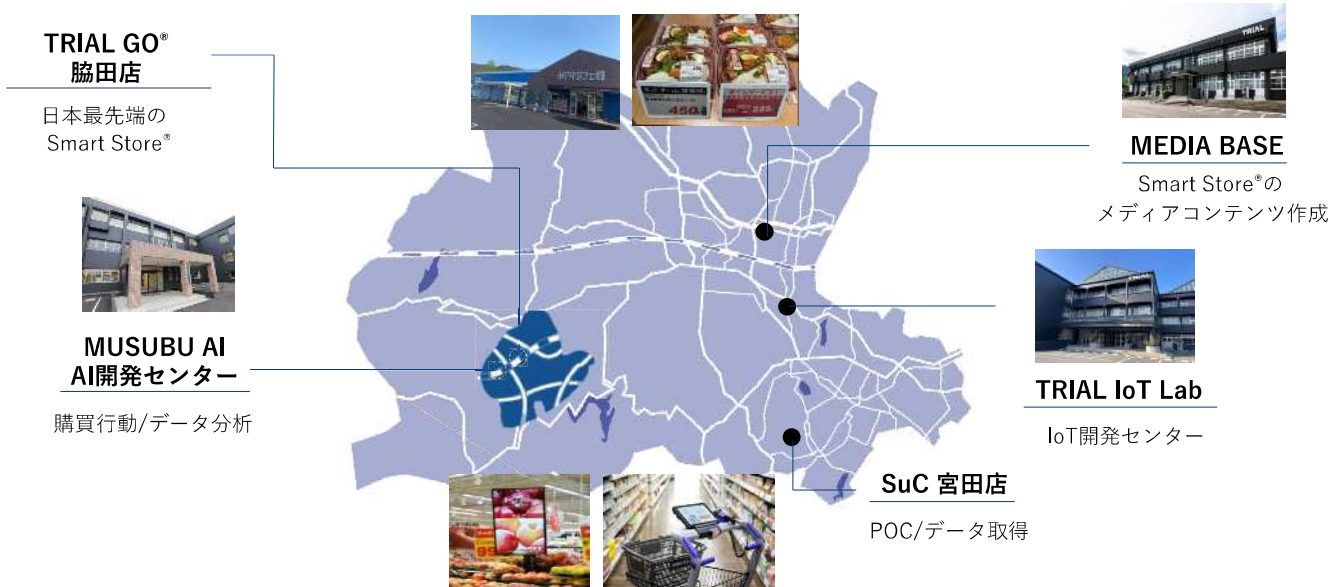 TRIAL GO®
脇田店
日本最先端の
Smart Store®
MUSUBU AI
AI開発センター
購買行動/データ分析
TRIAL
MEDIA BASE
Smart Store®の
メディアコンテンツ作成
TRIAL
TRIAL IoT Lab
IoT開発センター
SuC 宮田店
POC/データ取得
450